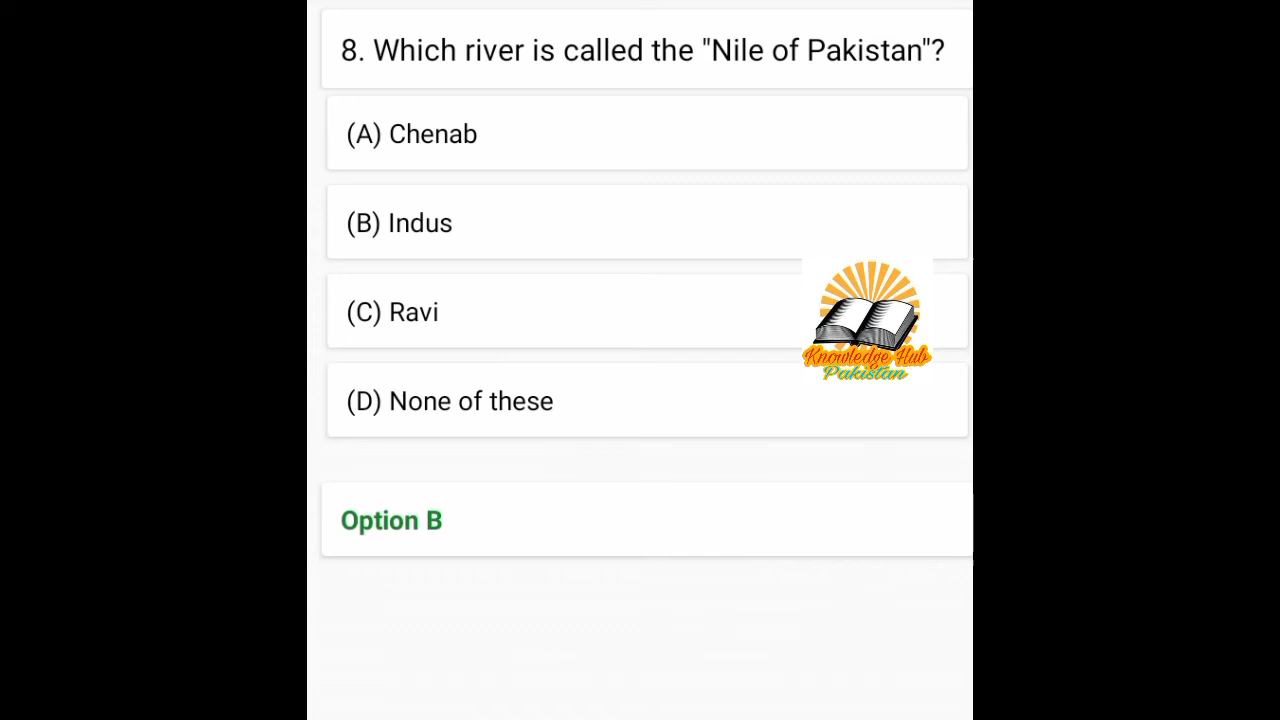 8. Which river is called the "Nile of Pakistan"?
(A) Chenab
(B) Indus
(C) Ravi
Knowledge Hub
Pakistan
(D) None of these
Option B